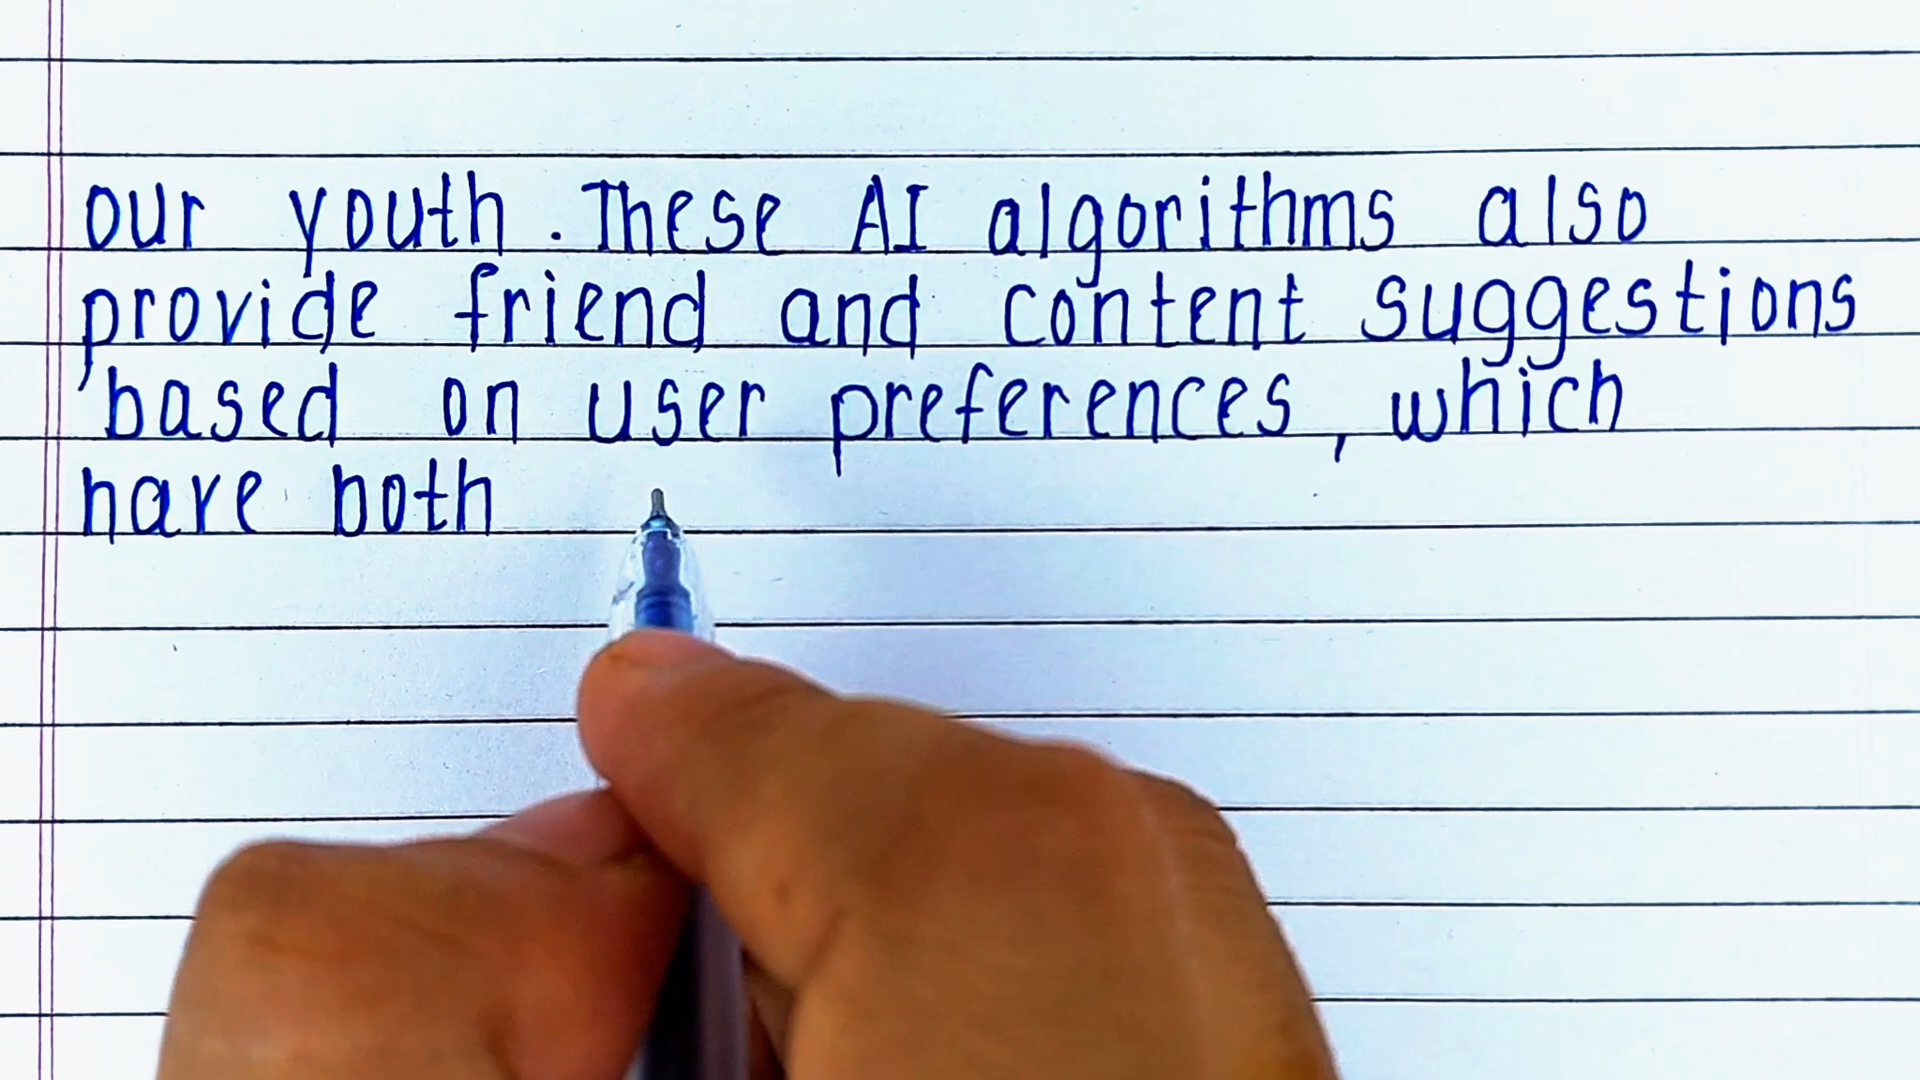 our youth. These AI algorithms also
provide friend and content suggestions
based on user preferences, which
have both